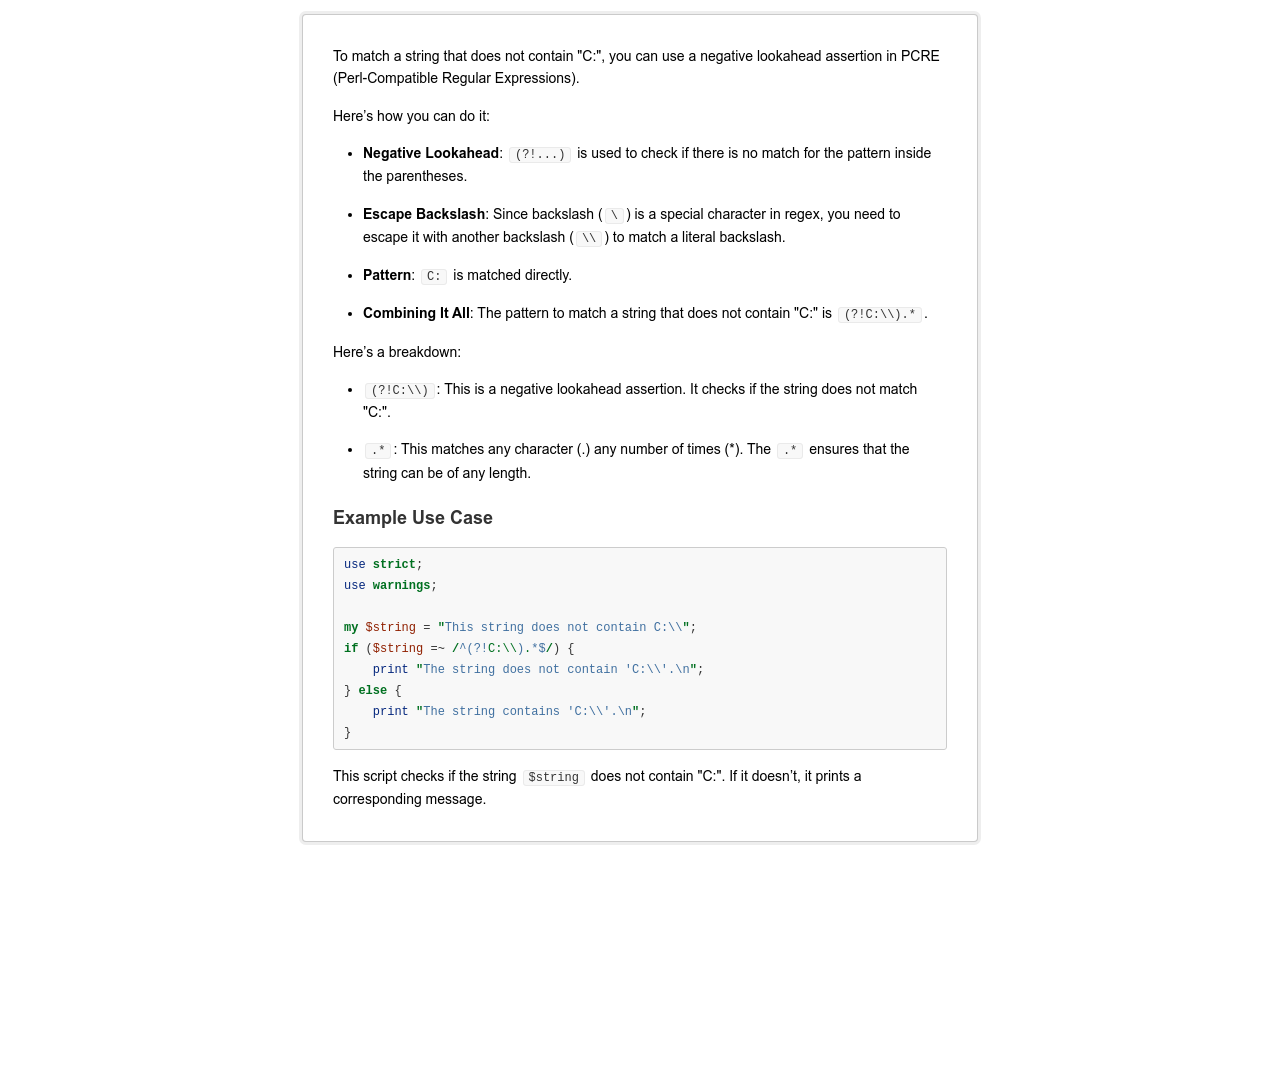 To match a string that does not contain "C:", you can use a negative lookahead assertion in PCRE
(Perl-Compatible Regular Expressions).
Here’s how you can do it:
• Negative Lookahead: (?!...) is used to check if there is no match for the pattern inside
the parentheses.
• Escape Backslash: Since backslash ( \ ) is a special character in regex, you need to
escape it with another backslash ( \\ ) to match a literal backslash.
• Pattern: C: is matched directly.
• Combining It All: The pattern to match a string that does not contain "C:" is (?!C:\\).* .
Here’s a breakdown:
• (?!C:\\) : This is a negative lookahead assertion. It checks if the string does not match
"C:".
• .* : This matches any character (.) any number of times (*). The .* ensures that the
string can be of any length.
Example Use Case
use strict;
use warnings;
my $string = "This string does not contain C:\\";
if ($string =~ /^(?!C:\\).*$/) {
    print "The string does not contain 'C:\\'.\n";
} else {
    print "The string contains 'C:\\'.\n";
}
This script checks if the string $string does not contain "C:". If it doesn’t, it prints a
corresponding message.